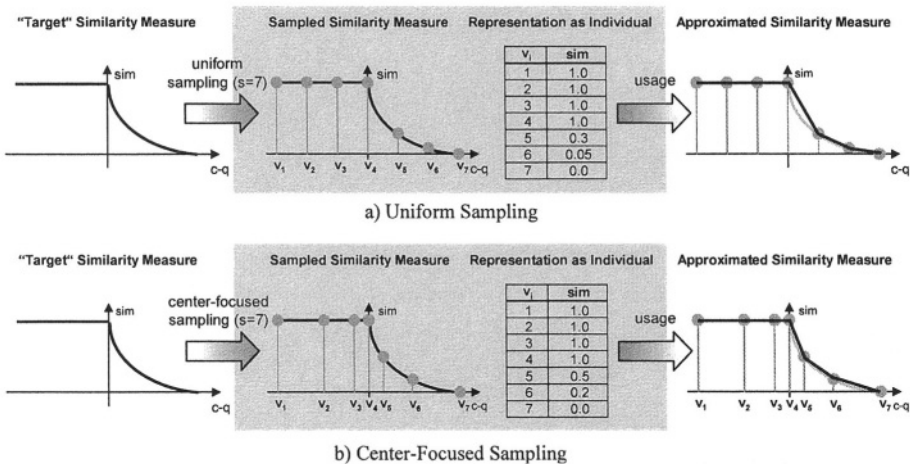 "Target" Similarity Measure
Sampled Similarity Measure
Representation as Individual
Approximated Similarity Measure
sim
c-q
uniform
sampling (s=7)
sim
v1 v2 v3 v4 v5 v6 v7 c-q
vi sim
1 1.0
2 1.0
3 1.0
4 1.0
5 0.3
6 0.05
7 0.0
usage
sim
c-q
a) Uniform Sampling
"Target" Similarity Measure
Sampled Similarity Measure
Representation as Individual
Approximated Similarity Measure
sim
c-q
center-focused
sampling (s=7)
sim
v1 v2 v3 v4 v5 v6 v7 c-q
vi sim
1 1.0
2 1.0
3 1.0
4 1.0
5 0.5
6 0.2
7 0.0
usage
sim
v1 v2 v3 v4 v5 v6 v7 c-q
b) Center-Focused Sampling